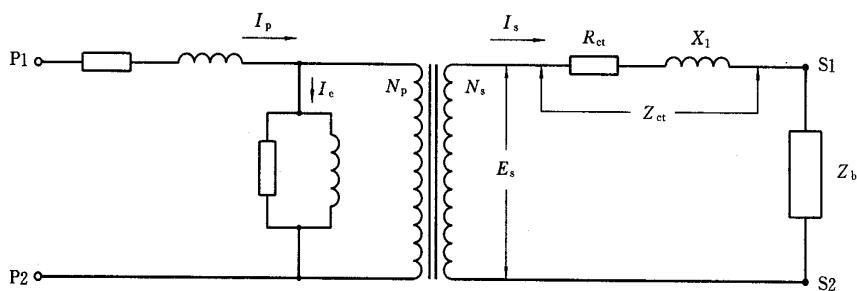 I_p
I_s
R_ct
X_1
P1
S1
I_e
N_p
N_s
Z_ct
E_s
Z_b
P2
S2